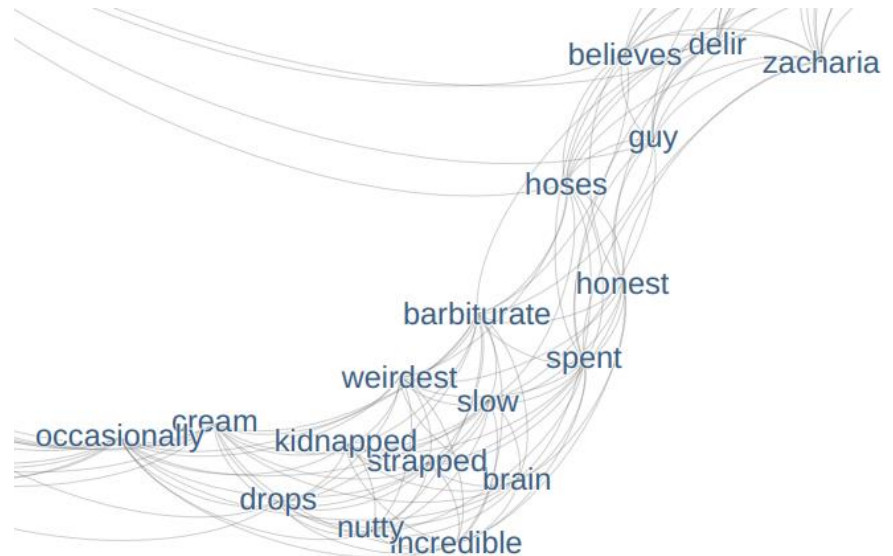 believes
delir
zacharia
guy
hoses
honest
barbiturate
spent
weirdest
slow
cream
occasionally
kidnapped
strapped
brain
drops
nutty
incredible